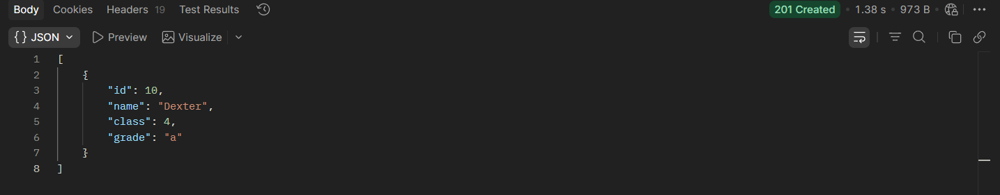 Body Cookies Headers 19 Test Results 201 Created • 1.38 s • 973 B •
{} JSON Preview Visualize
1 [
2     {
3         "id": 10,
4         "name": "Dexter",
5         "class": 4,
6         "grade": "a"
7     }
8 ]